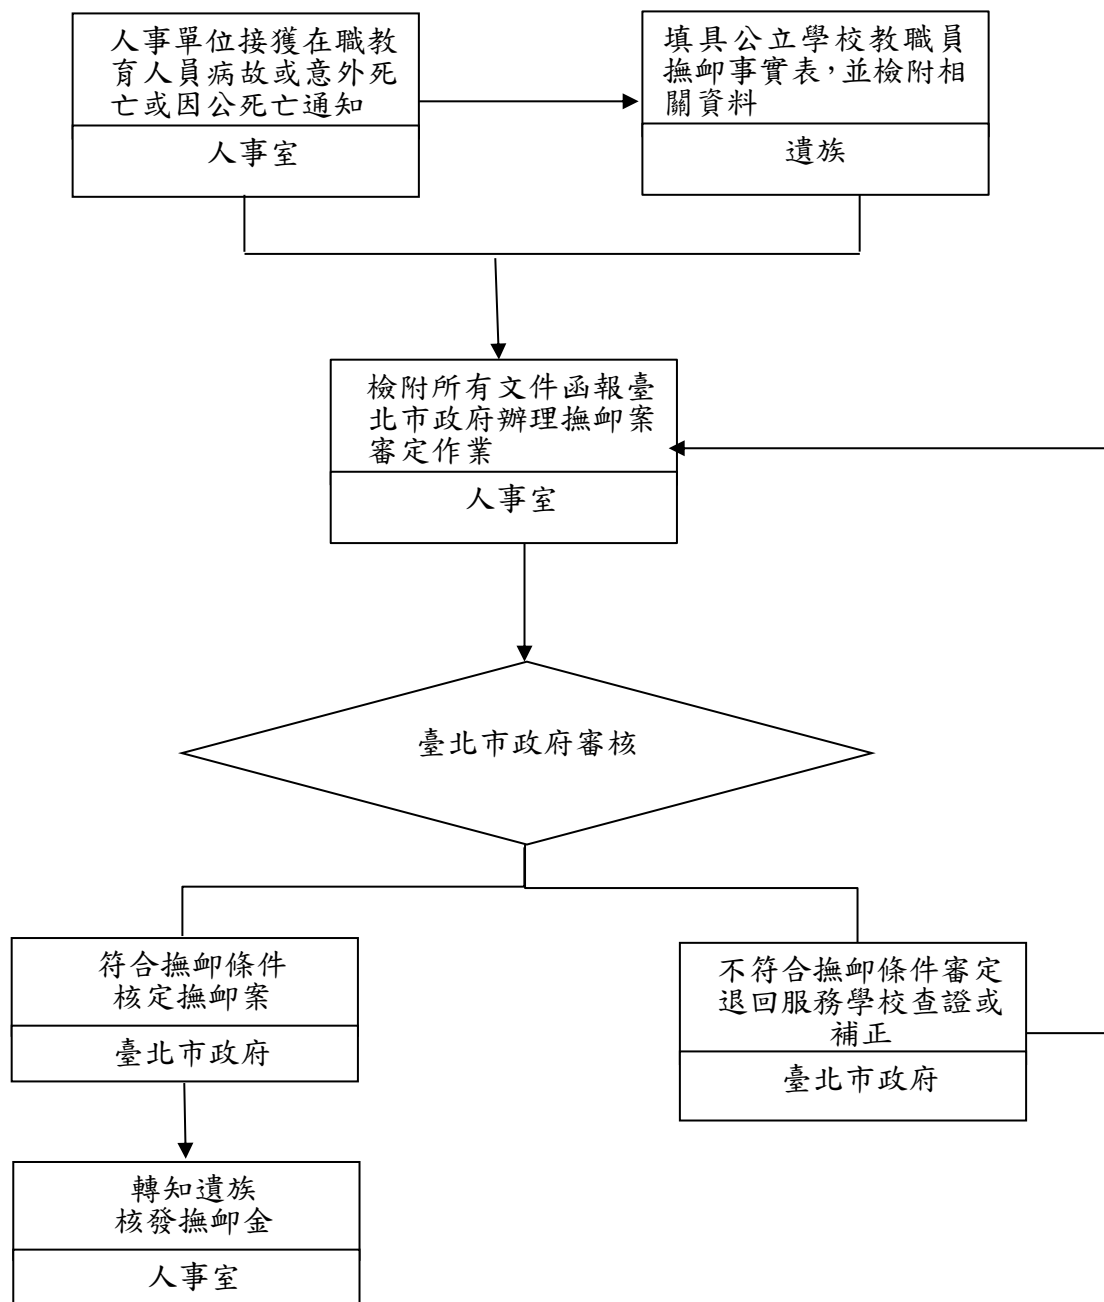 人事單位接獲在職教
育人員病故或意外死
亡或因公死亡通知
人事室
填具公立學校教職員
撫卹事實表，並檢附相
關資料
遺族
檢附所有文件函報臺
北市政府辦理撫卹案
審定作業
人事室
臺北市政府審核
符合撫卹條件
核定撫卹案
臺北市政府
不符合撫卹條件審定
退回服務學校查證或
補正
臺北市政府
轉知遺族
核發撫卹金
人事室